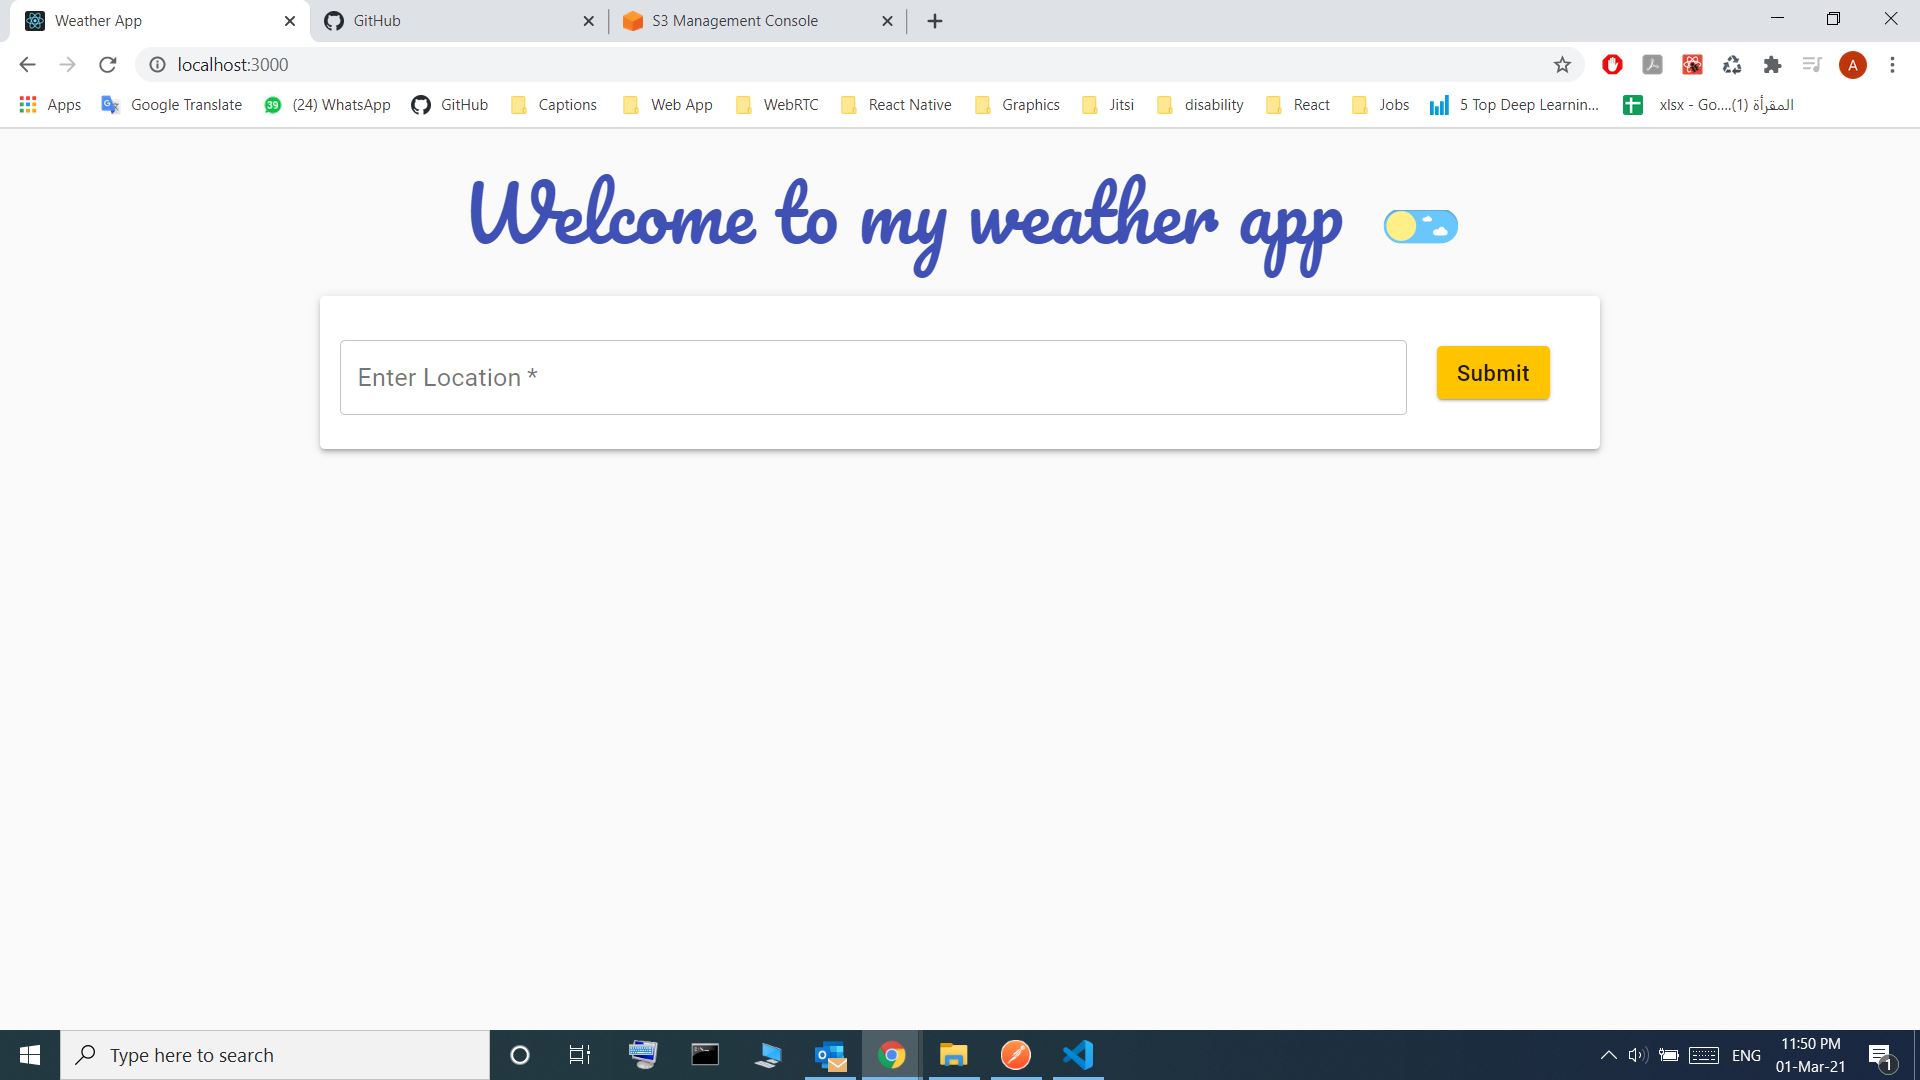 Weather App
GitHub
S3 Management Console
localhost:3000
A
Apps
Google Translate
39
(24) WhatsApp
GitHub
Captions
Web App
WebRTC
React Native
Graphics
Jitsi
disability
React
Jobs
5 Top Deep Learnin...
xlsx - Go....(1) المقرأة
Welcome to my weather app
Enter Location *
Submit
Type here to search
ENG
11:50 PM
01-Mar-21
1